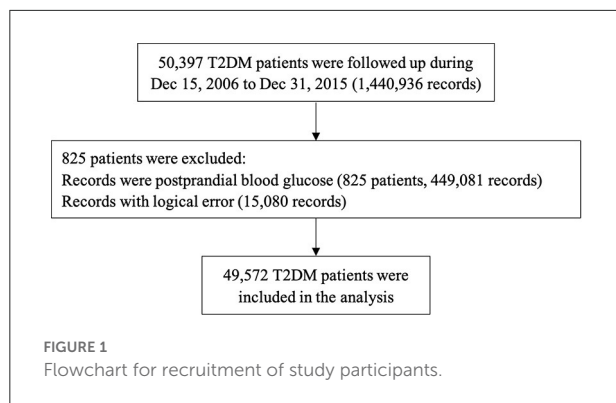 50,397 T2DM patients were followed up during
Dec 15, 2006 to Dec 31, 2015 (1,440,936 records)
825 patients were excluded:
Records were postprandial blood glucose (825 patients, 449,081 records)
Records with logical error (15,080 records)
49,572 T2DM patients were
included in the analysis
FIGURE 1
Flowchart for recruitment of study participants.